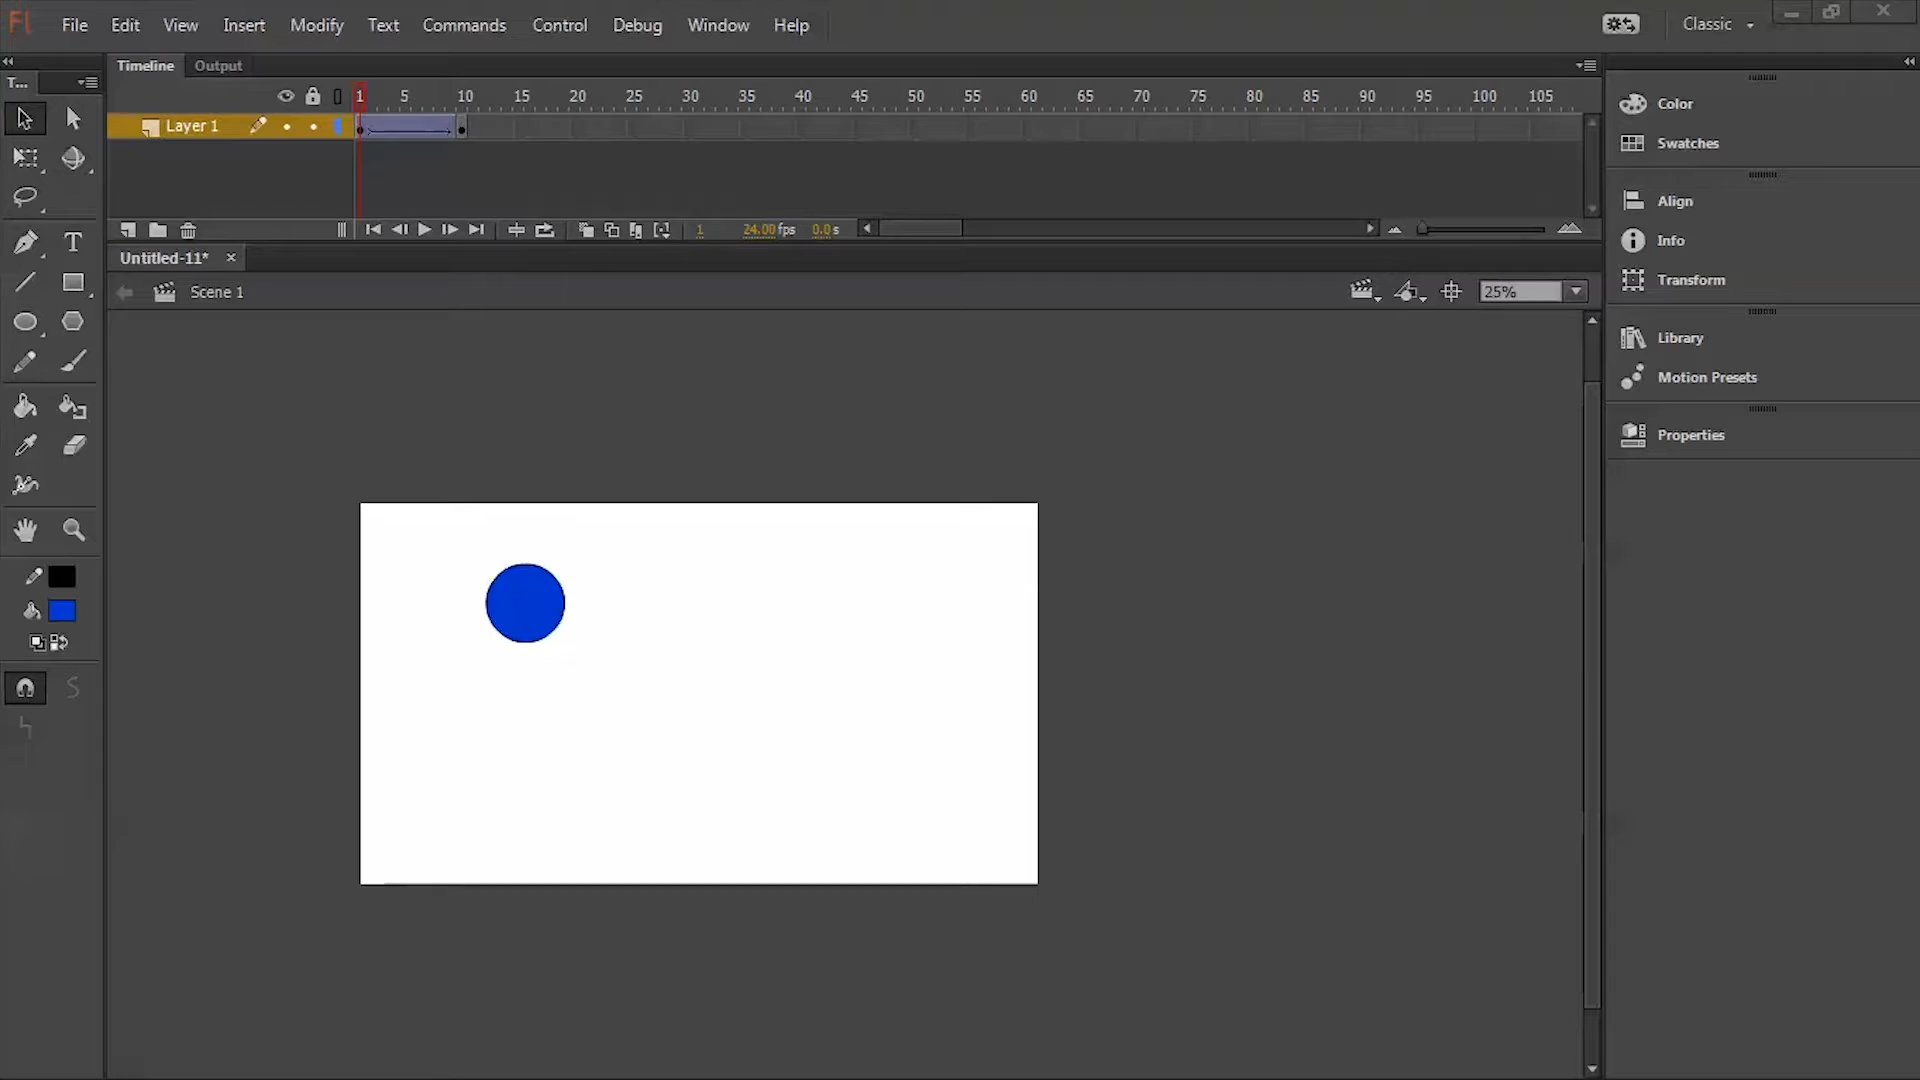 Fl File Edit View Insert Modify Text Commands Control Debug Window Help Classic
T... Timeline Output
1 5 10 15 20 25 30 35 40 45 50 55 60 65 70 75 80 85 90 95 100 105
Layer 1
1 24.00 fps 0.0 s
Untitled-11*
Scene 1 25%
Color
Swatches
Align
Info
Transform
Library
Motion Presets
Properties